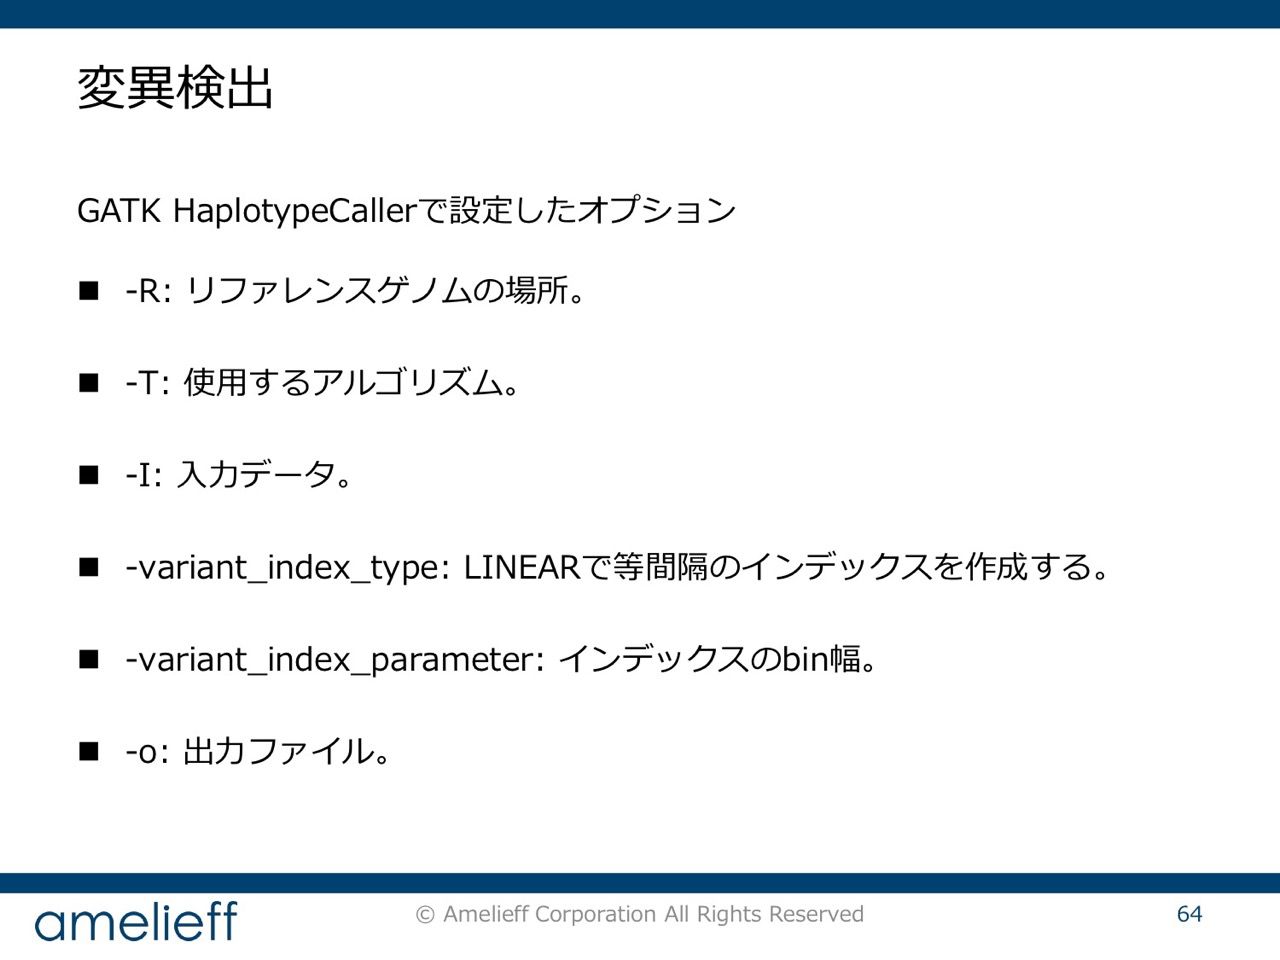 変異検出
GATK HaplotypeCallerで設定したオプション
■ -R: リファレンスゲノムの場所。
■ -T: 使用するアルゴリズム。
■ -I: 入力データ。
■ -variant_index_type: LINEARで等間隔のインデックスを作成する。
■ -variant_index_parameter: インデックスのbin幅。
■ -o: 出力ファイル。
amelieff
© Amelieff Corporation All Rights Reserved
64